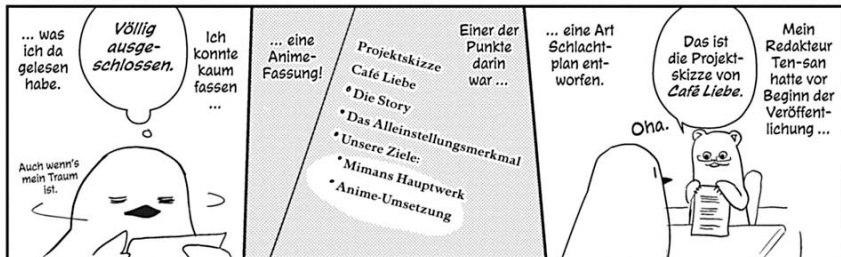 Mein
Redakteur
Ten-san
hatte vor
Beginn der
Veröffent-
lichung ...
Das ist
die Projekt-
skizze von
Café Liebe.
Oha.
... eine Art
Schlacht-
plan ent-
worfen.
Einer der
Punkte
darin
war ...
Projektskizze
Café Liebe
• Die Story
• Das Alleinstellungsmerkmal
• Unsere Ziele:
• Mimans Hauptwerk
• Anime-Umsetzung
... eine
Anime-
Fassung!
Ich
konnte
kaum
fassen
...
Völlig
ausge-
schlossen.
... was
ich da
gelesen
habe.
Auch wenn's
mein Traum
ist.